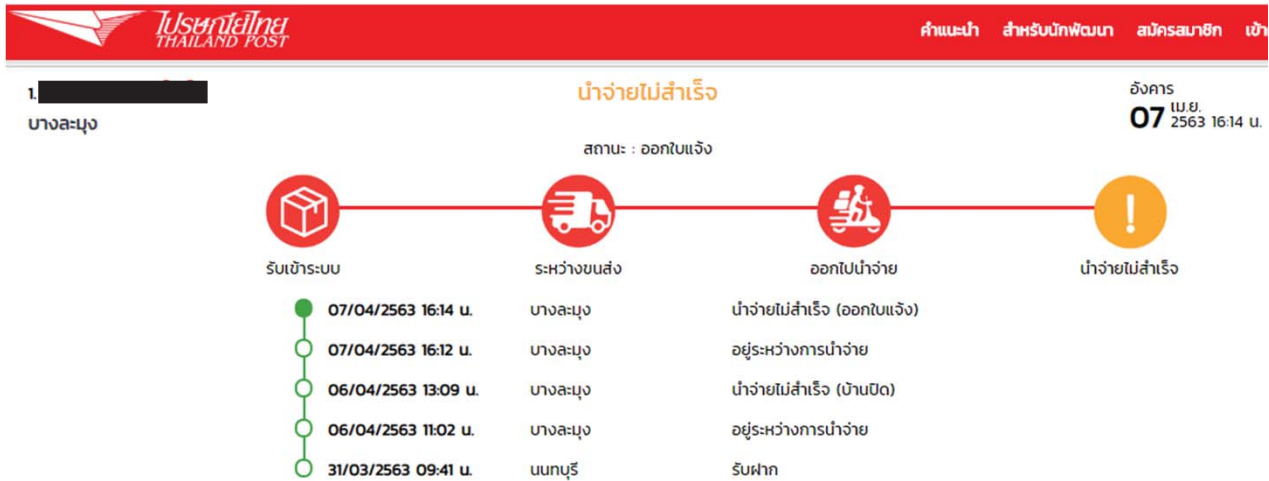 ไปรษณีย์ไทย
THAILAND POST
คำแนะนำ สำหรับนักพัฒนา สมัครสมาชิก
1.
บางละมุง
นำจ่ายไม่สำเร็จ
สถานะ : ออกใบแจ้ง
อังคาร
07 เม.ย. 2563 16:14 น.
รับเข้าระบบ ระหว่างขนส่ง ออกไปนำจ่าย นำจ่ายไม่สำเร็จ
07/04/2563 16:14 น. บางละมุง นำจ่ายไม่สำเร็จ (ออกใบแจ้ง)
07/04/2563 16:12 น. บางละมุง อยู่ระหว่างการนำจ่าย
06/04/2563 13:09 น. บางละมุง นำจ่ายไม่สำเร็จ (บ้านปิด)
06/04/2563 11:02 น. บางละมุง อยู่ระหว่างการนำจ่าย
31/03/2563 09:41 น. นนทบุรี รับฝาก